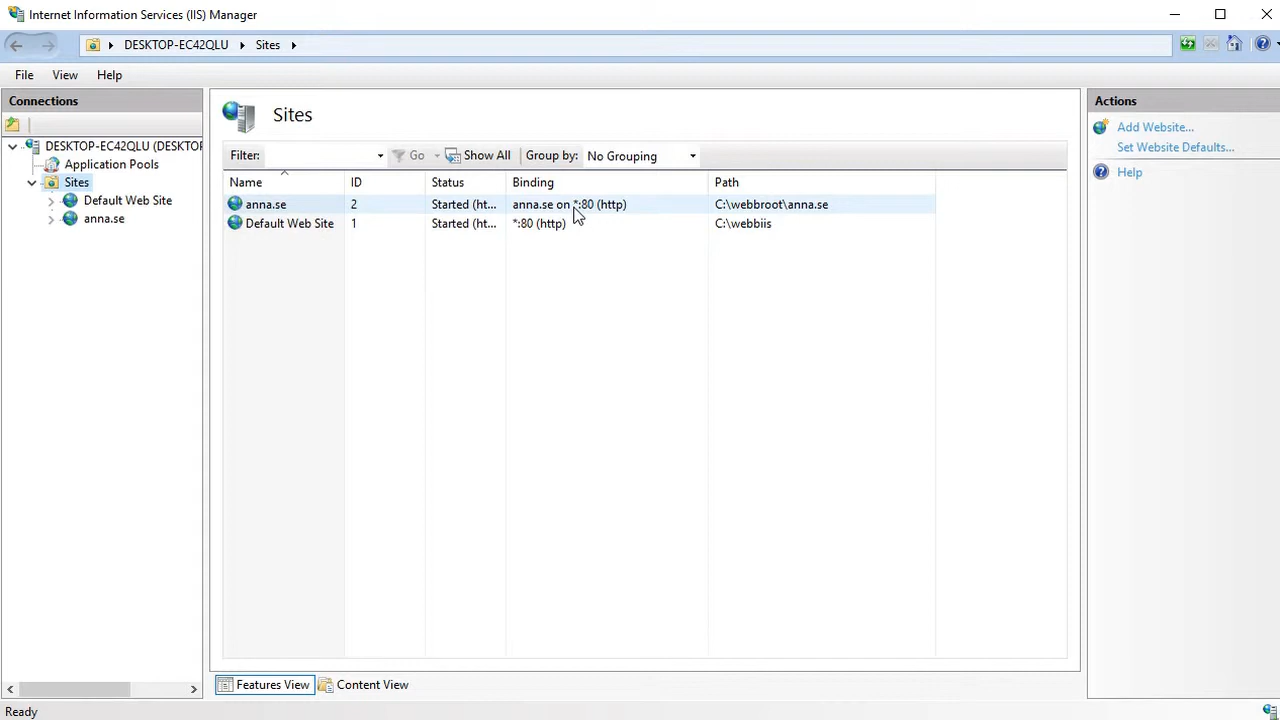 Internet Information Services (IIS) Manager
DESKTOP-EC42QLU Sites
File View Help
Connections
DESKTOP-EC42QLU (DESKTOP
Application Pools
Sites
Default Web Site
anna.se
Sites
Filter: Go Show All Group by: No Grouping
Name ID Status Binding Path
anna.se 2 Started (ht... anna.se on *:80 (http) C:\webbroot\anna.se
Default Web Site 1 Started (ht... *:80 (http) C:\webbiis
Features View Content View
Actions
Add Website...
Set Website Defaults...
Help
Ready